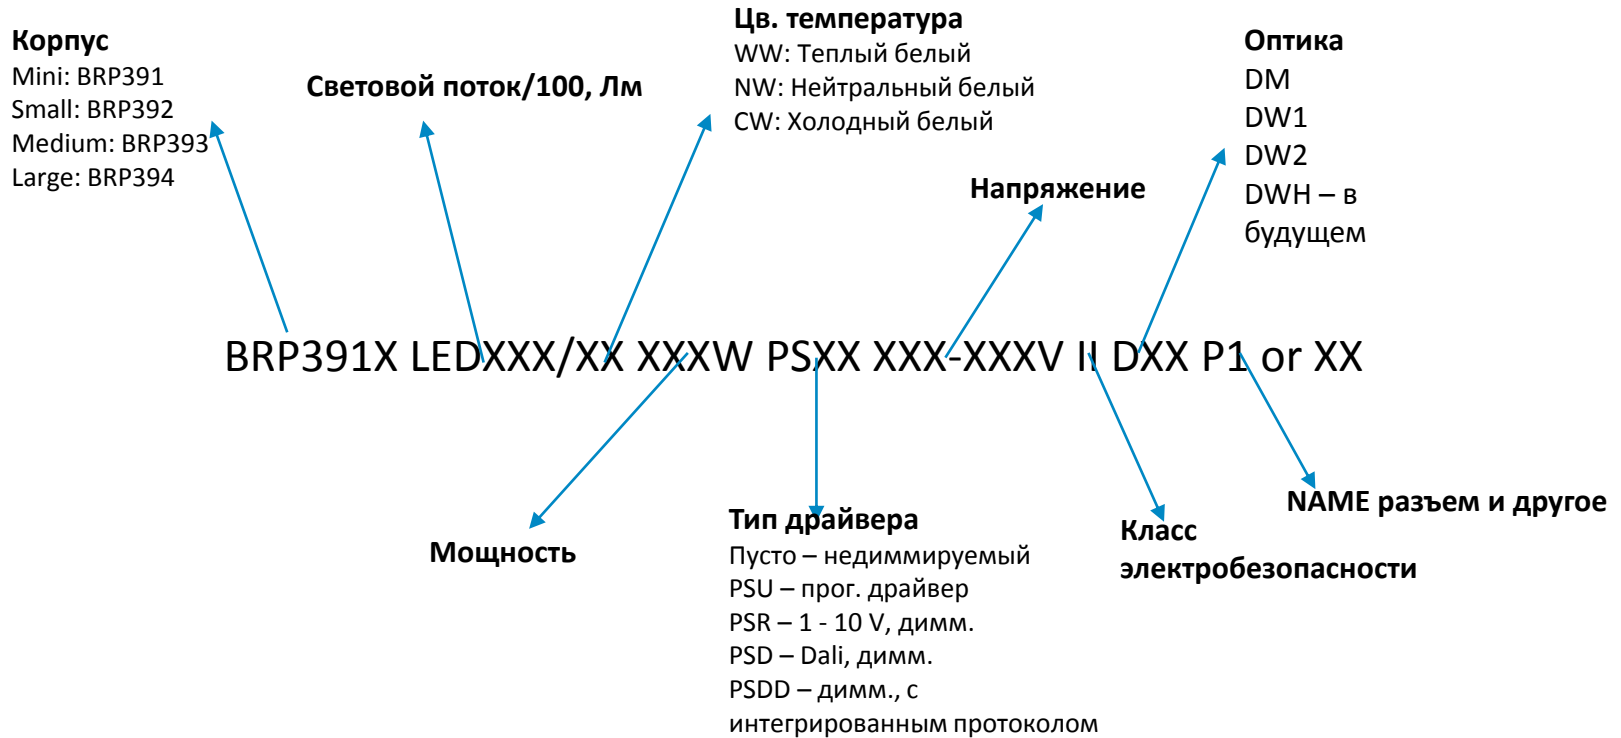 Корпус
Mini: BRP391
Small: BRP392
Medium: BRP393
Large: BRP394
Световой поток/100, Лм
Цв. температура
WW: Теплый белый
NW: Нейтральный белый
CW: Холодный белый
Напряжение
Оптика
DM
DW1
DW2
DWH – в
будущем
BRP391X LEDXXX/XX XXXW PSXX XXX-XXXV II DXX P1 or XX
Мощность
Тип драйвера
Пусто – недиммируемый
PSU – прог. драйвер
PSR – 1 - 10 V, димм.
PSD – Dali, димм.
PSDD – димм., с
интегрированным протоколом
Класс
электробезопасности
NAME разъем и другое